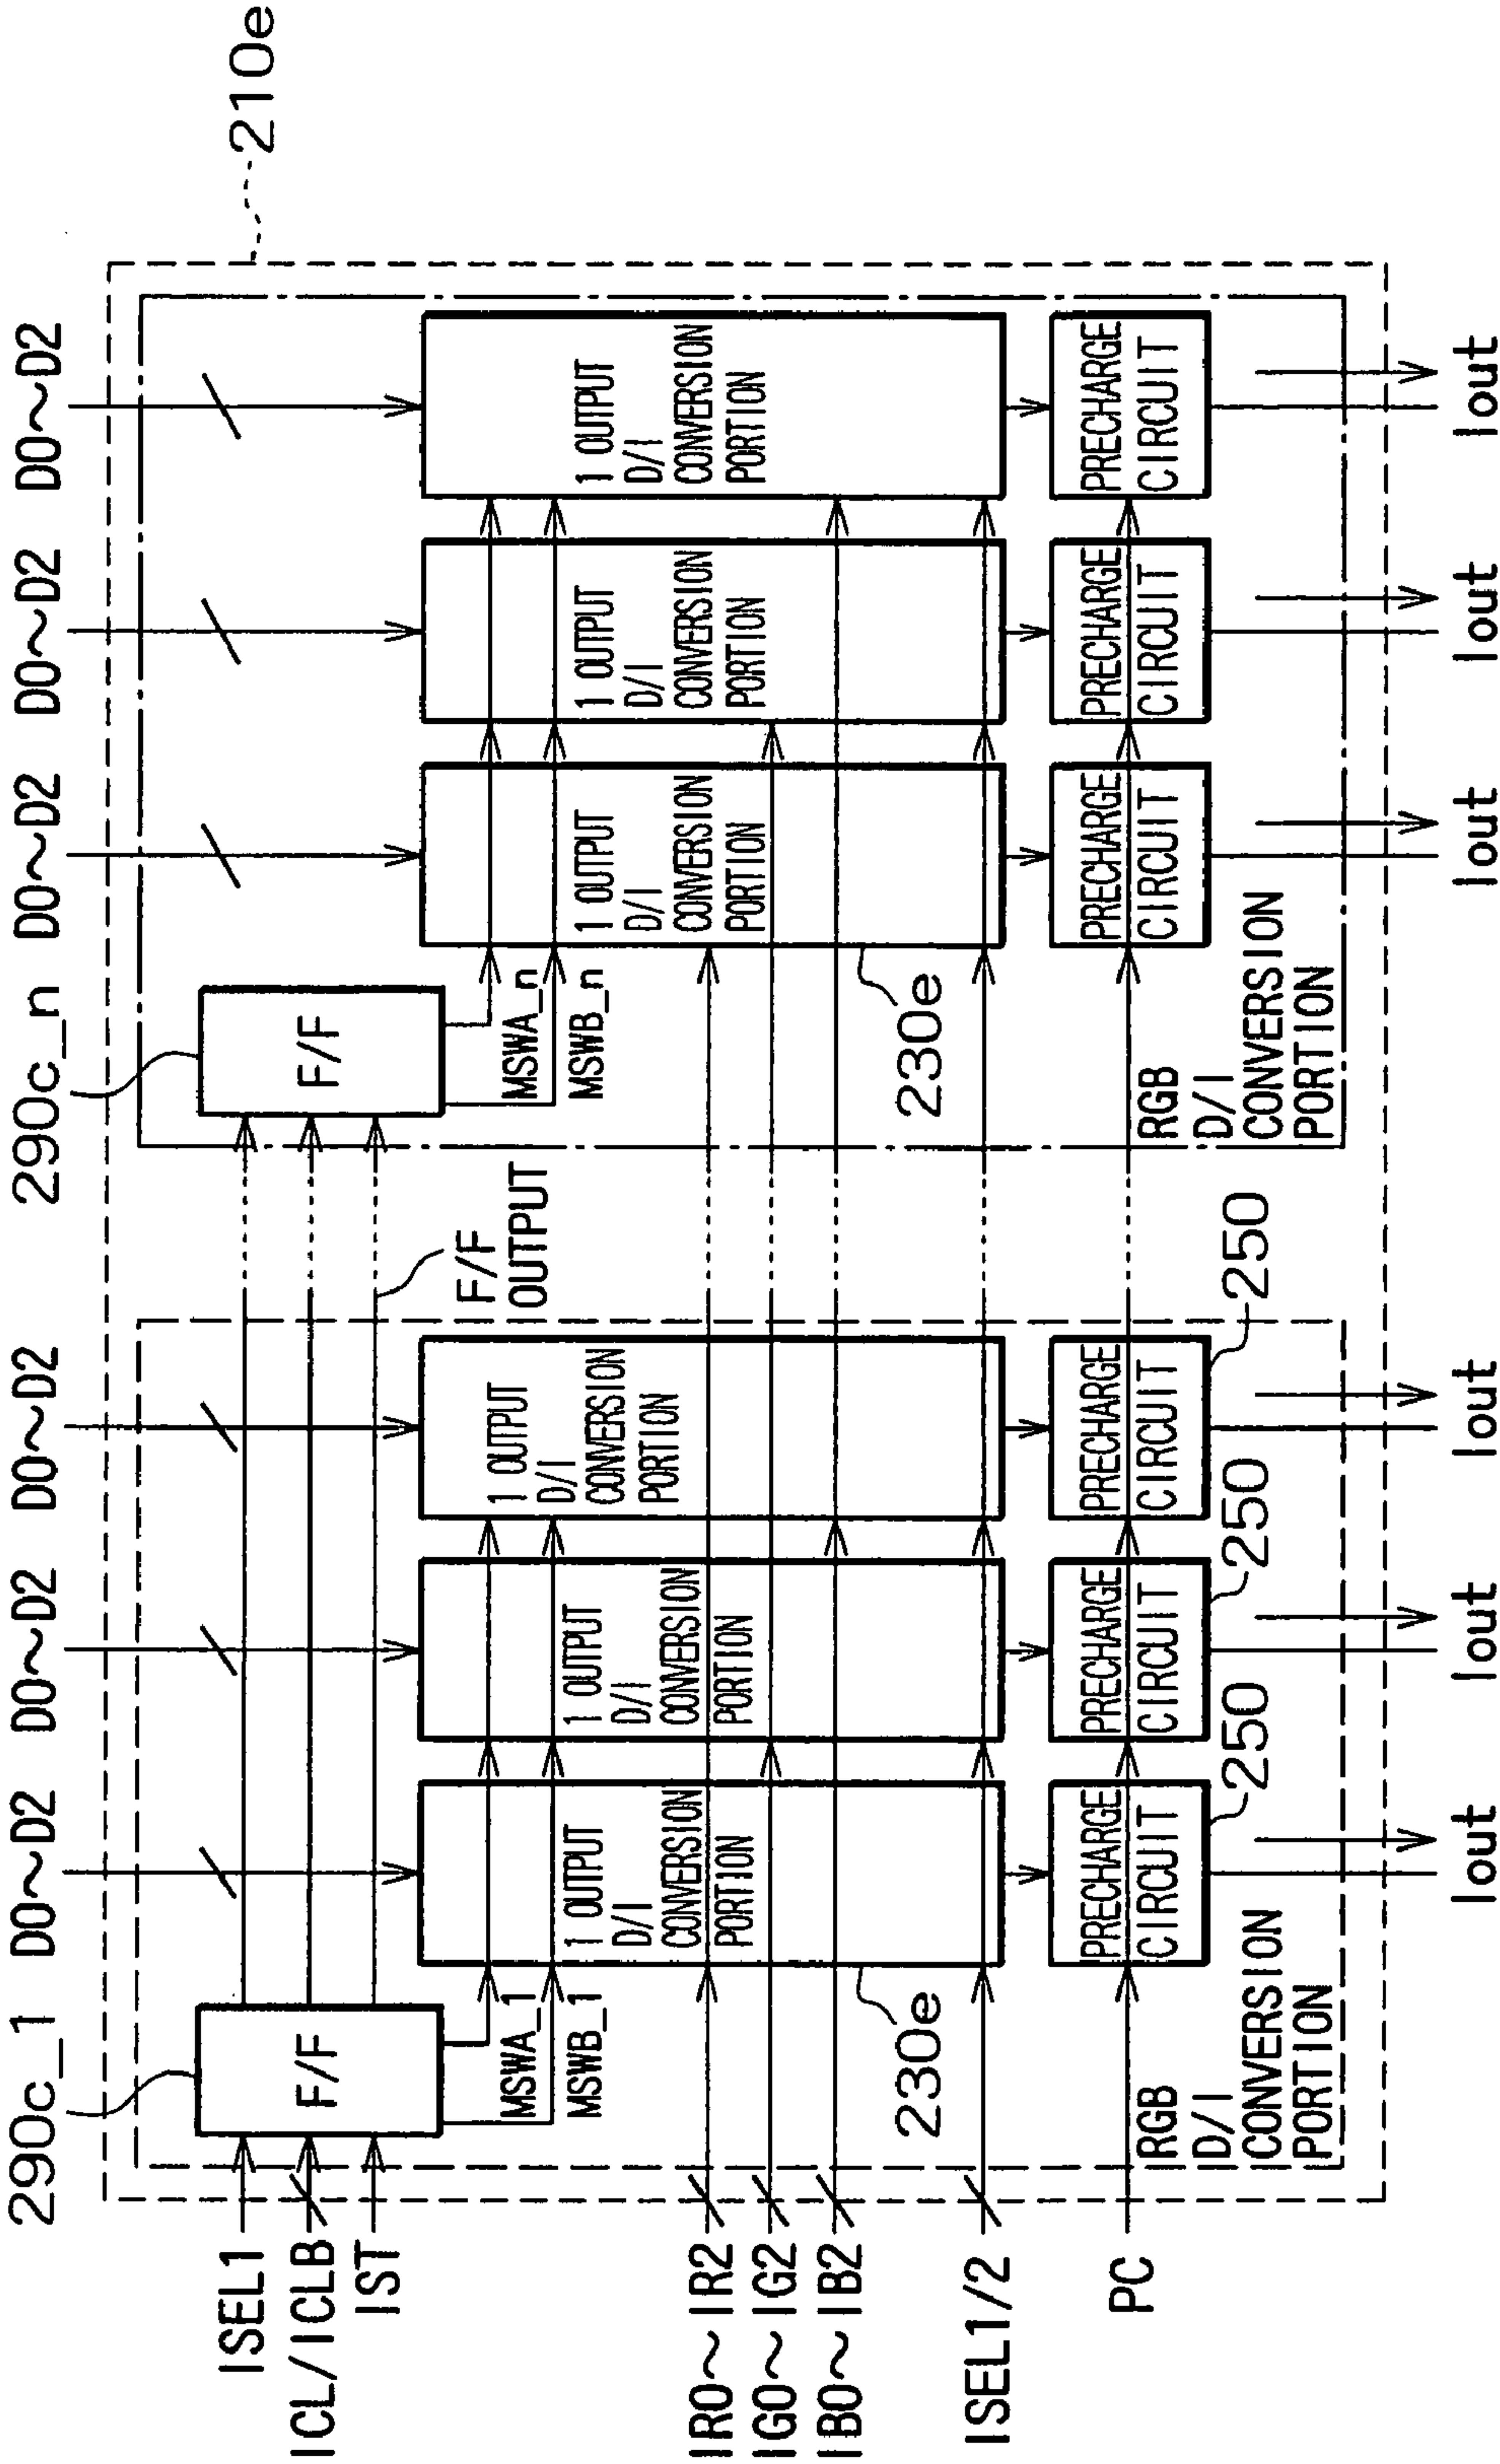 210e
D0~D2
D0~D2
D0~D2
D0~D2
D0~D2
D0~D2
290c_1
290c_n
ISEL1
ICL/ICLB
IST
F/F
F/F
F/F
OUTPUT
MSWA_1
MSWB_1
MSWA_n
MSWB_n
1 OUTPUT
D/I
CONVERSION
PORTION
1 OUTPUT
D/I
CONVERSION
PORTION
1 OUTPUT
D/I
CONVERSION
PORTION
1 OUTPUT
D/I
CONVERSION
PORTION
1 OUTPUT
D/I
CONVERSION
PORTION
1 OUTPUT
D/I
CONVERSION
PORTION
IR0~IR2
IG0~IG2
IB0~IB2
230e
230e
ISEL1/2
PC
PRECHARGE
CIRCUIT
PRECHARGE
CIRCUIT
PRECHARGE
CIRCUIT
PRECHARGE
CIRCUIT
PRECHARGE
CIRCUIT
PRECHARGE
CIRCUIT
250
250
250
RGB
D/I
CONVERSION
PORTION
RGB
D/I
CONVERSION
PORTION
Iout
Iout
Iout
Iout
Iout
Iout